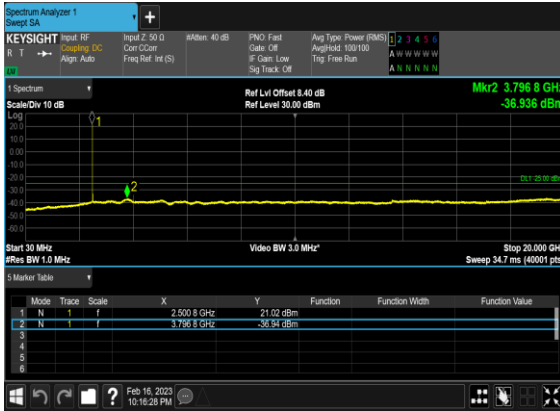 Spectrum Analyzer 1
Swept SA
KEYSIGHT Input: RF Input Z: 50 Ω #Atten: 40 dB PNO: Fast Avg Type: Power (RMS) 1 2 3 4 5 6
R T Coupling: DC Corr CCorr Gate: Off Avg|Hold: 100/100 A W W W W W
Align: Auto Freq Ref: Int (S) IF Gain: Low Trig: Free Run
Sig Track: Off A N N N N N
1 Spectrum
Ref Lvl Offset 8.40 dB Mkr2 3.796 8 GHz
Scale/Div 10 dB Ref Level 30.00 dBm -36.936 dBm
Log
20.0
10.0
0.00
-10.0
-20.0
-30.0
-40.0
-50.0
-60.0
1
2
DL1 -25.00 dBm
Start 30 MHz Video BW 3.0 MHz* Stop 20.000 GHz
#Res BW 1.0 MHz Sweep 34.7 ms (40001 pts)
5 Marker Table
Mode Trace Scale X Y Function Function Width Function Value
1 N 1 f 2.500 8 GHz 21.02 dBm
2 N 1 f 3.796 8 GHz -36.94 dBm
3
4
5
6
? Feb 16, 2023
10:16:28 PM